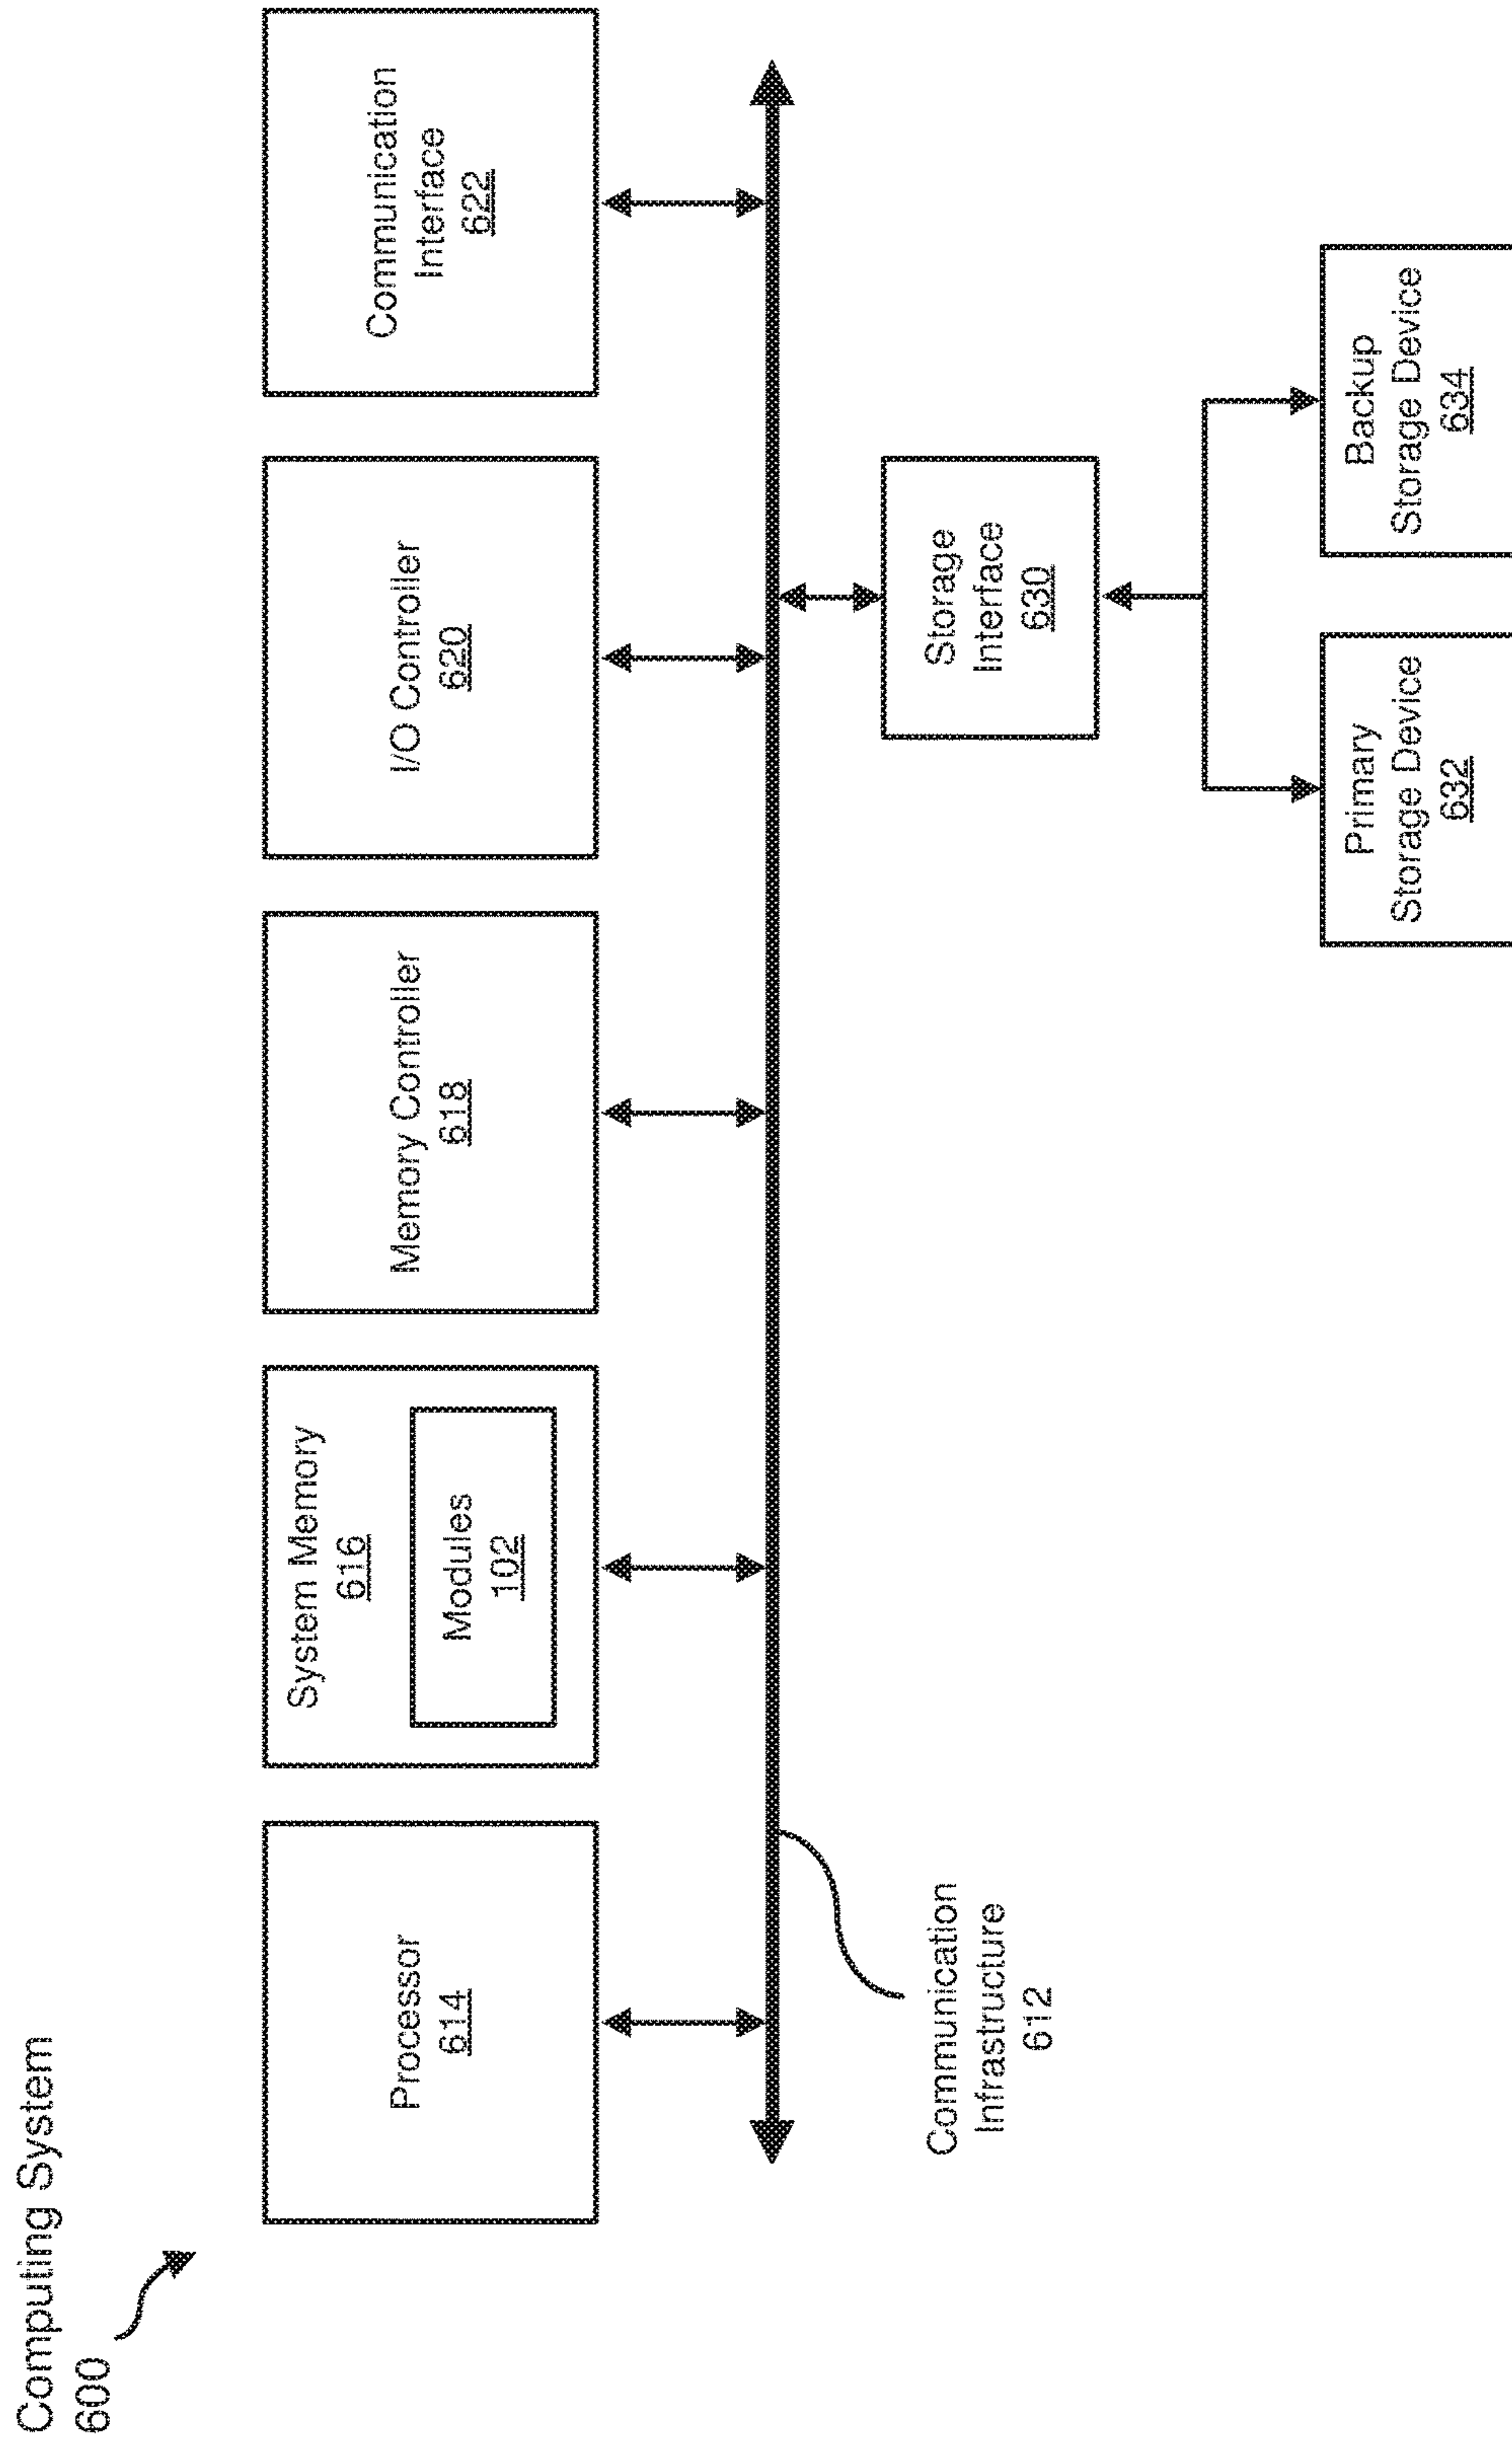 Computing System
600
Processor
614
System Memory
616
Modules
102
Memory Controller
618
I/O Controller
620
Communication
Interface
622
Communication
Infrastructure
612
Storage
Interface
630
Primary
Storage Device
632
Backup
Storage Device
634